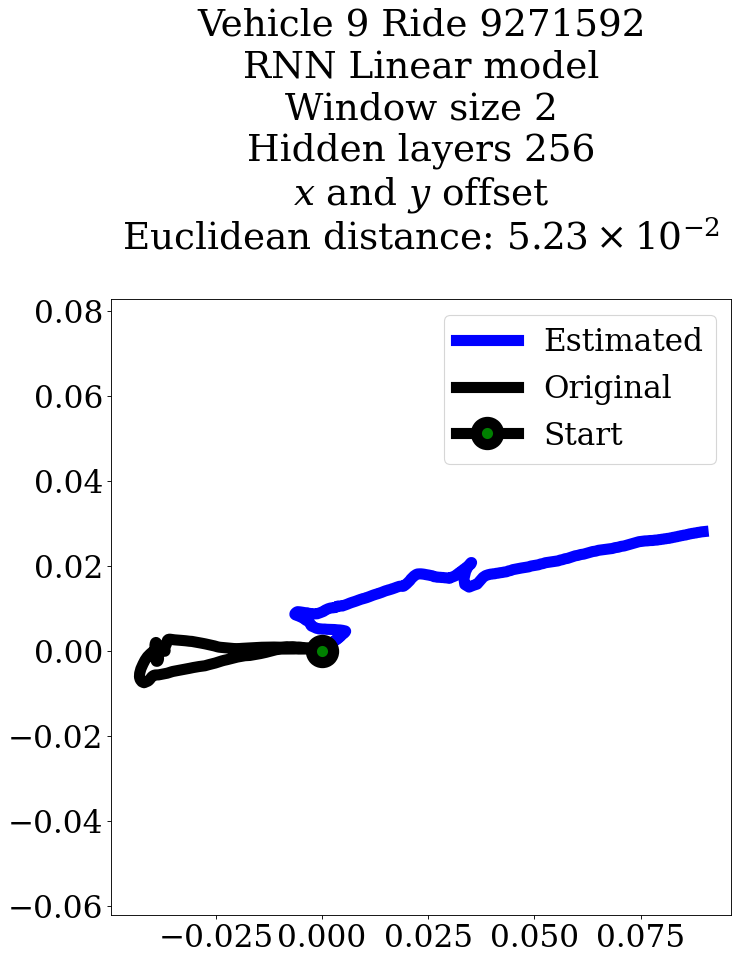 Vehicle 9 Ride 9271592
RNN Linear model
Window size 2
Hidden layers 256
x and y offset
Euclidean distance: 5.23 × 10⁻²
0.08
0.06
0.04
0.02
0.00
−0.02
−0.04
−0.06
Estimated
Original
Start
−0.025 0.000 0.025 0.050 0.075